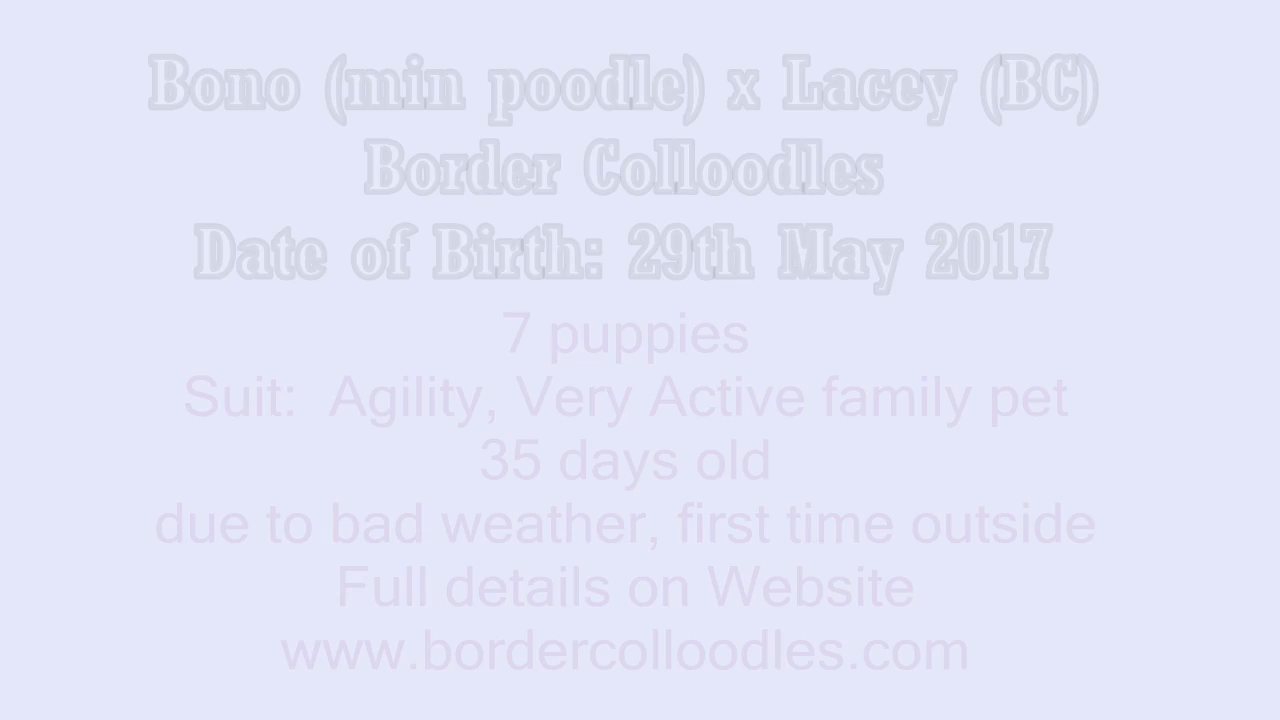 Bono (min poodle) x Lacey (BC)
Border Colloodles
Date of Birth: 29th May 2017
7 puppies
Suit:  Agility, Very Active family pet
35 days old
due to bad weather, first time outside
Full details on Website
www.bordercolloodles.com